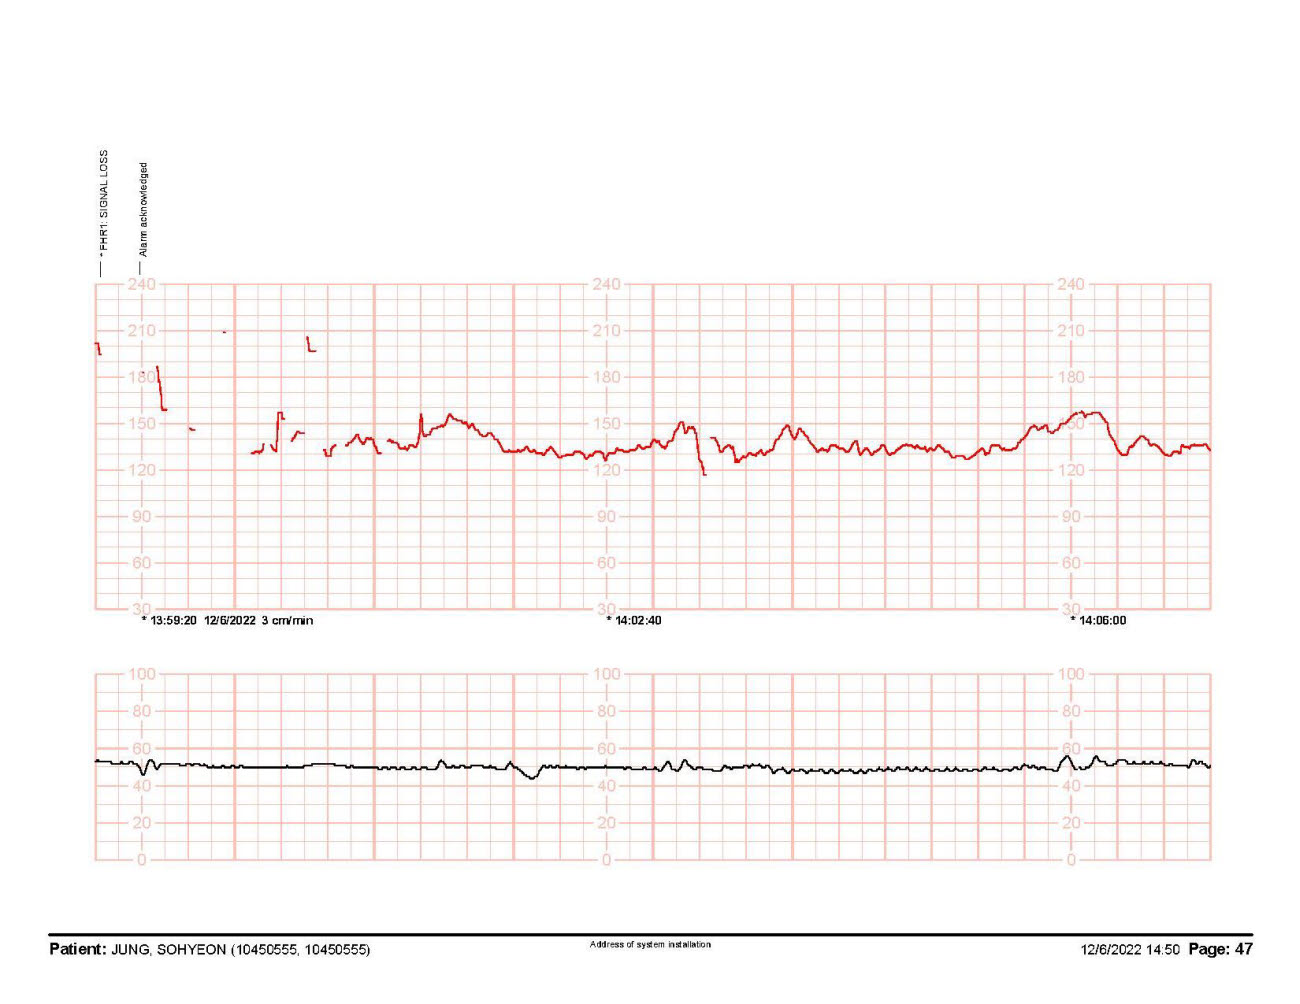 * FHR1: SIGNAL LOSS
Alarm acknowledged
240 240 240
210 210 210
180 180 180
150 150 150
120 120 120
90 90 90
60 60 60
30 30 30
* 13:59:20 12/6/2022 3 cm/min * 14:02:40 * 14:06:00
100 100 100
80 80 80
60 60 60
40 40 40
20 20 20
0 0 0
Patient: JUNG, SOHYEON (10450555, 10450555) Address of system installation 12/6/2022 14:50 Page: 47